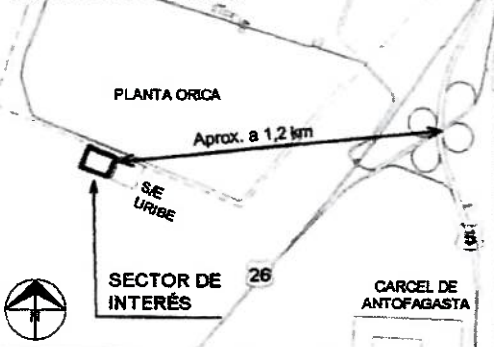 PLANTA ORICA
Aprox. a 1,2 km
S/E
URIBE
SECTOR DE
INTERÉS
26
5
CARCEL DE
ANTOFAGASTA
N